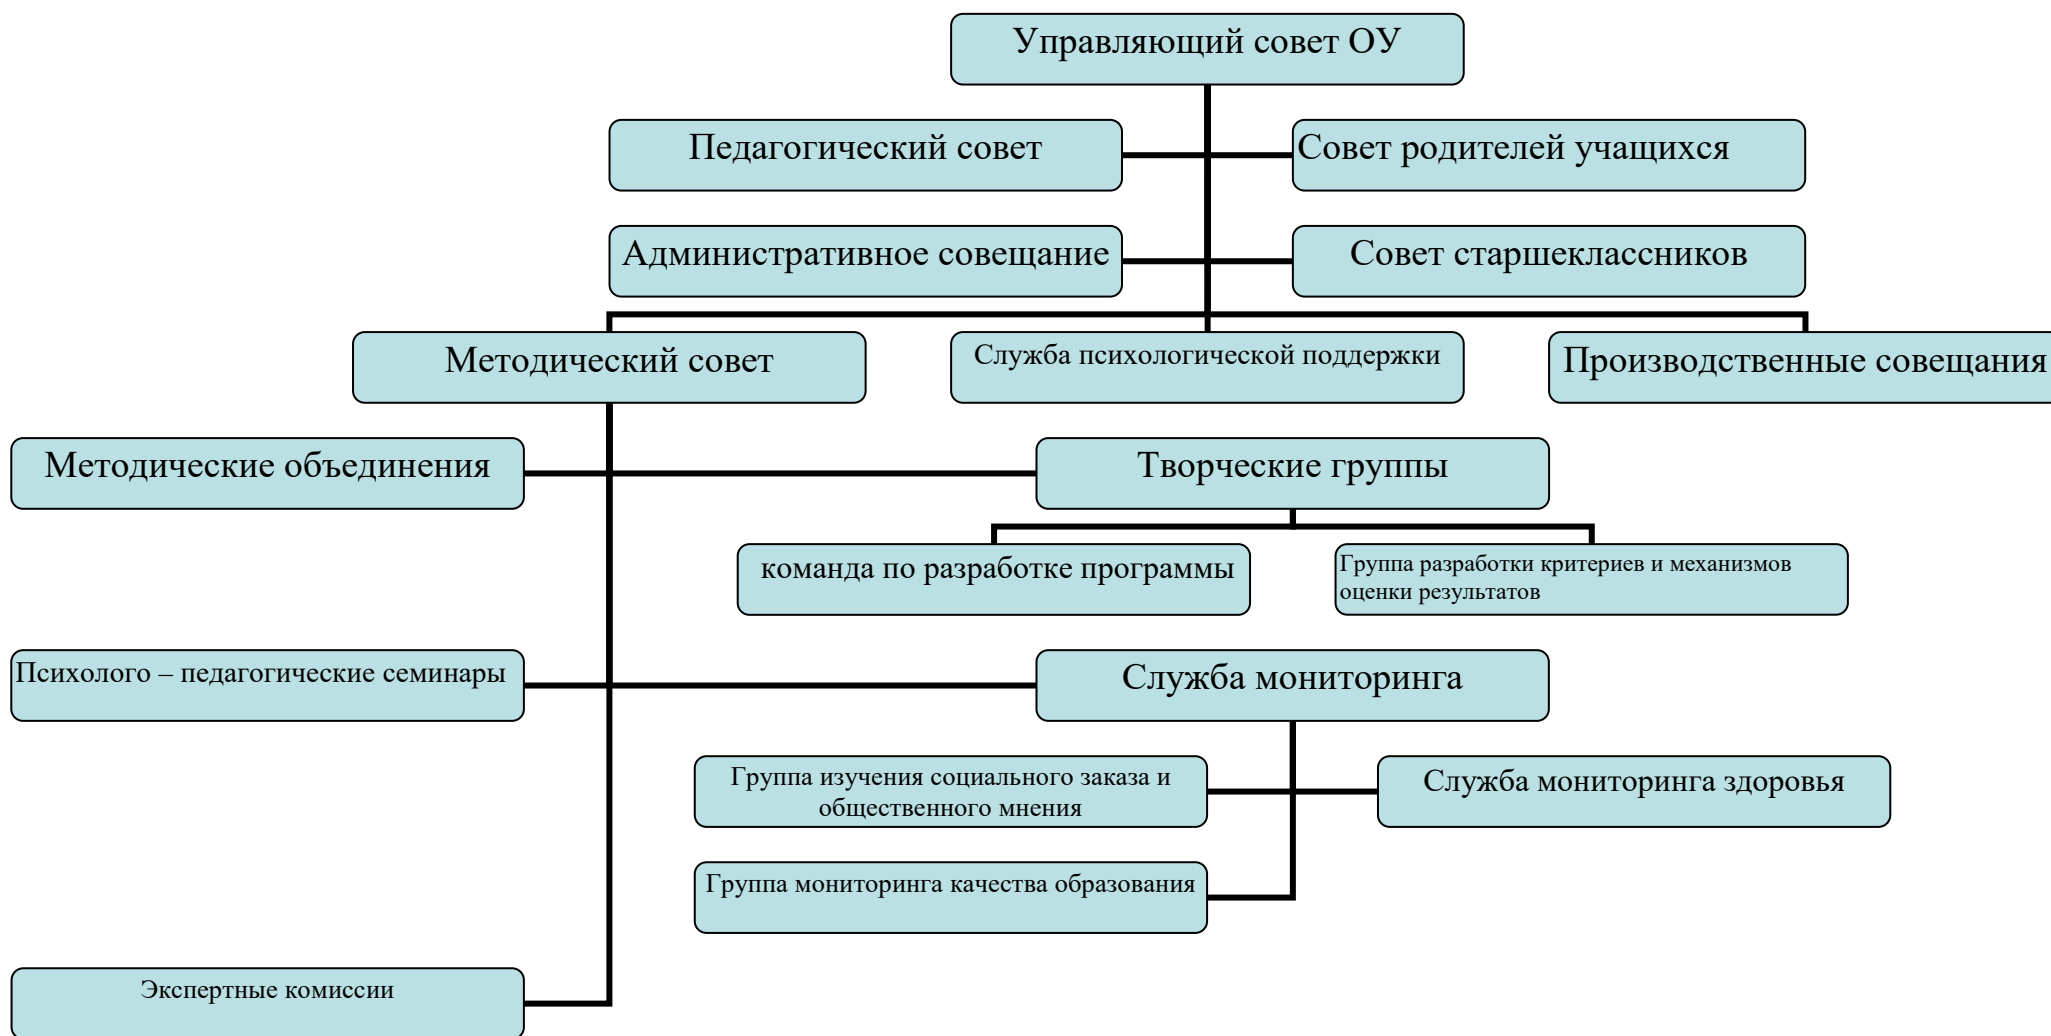 Управляющий совет ОУ
Педагогический совет
Совет родителей учащихся
Административное совещание
Совет старшеклассников
Методический совет
Служба психологической поддержки
Производственные совещания
Методические объединения
Творческие группы
команда по разработке программы
Группа разработки критериев и механизмов
оценки результатов
Психолого – педагогические семинары
Служба мониторинга
Группа изучения социального заказа и
общественного мнения
Служба мониторинга здоровья
Группа мониторинга качества образования
Экспертные комиссии